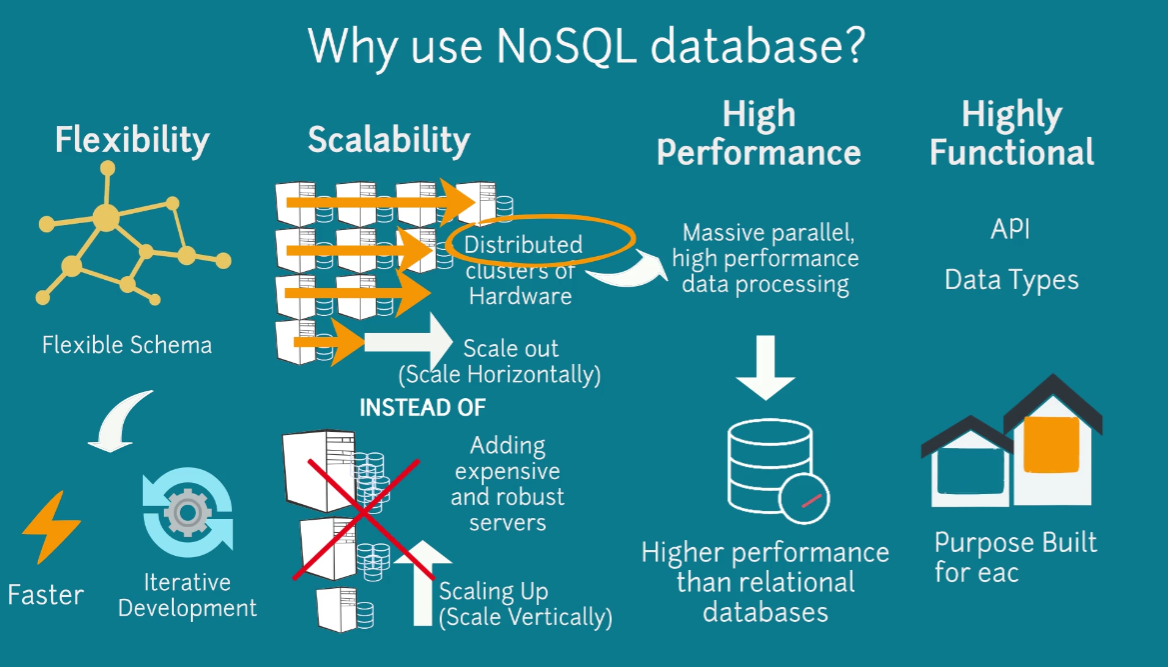 Why use NoSQL database?
Flexibility
Flexible Schema
Faster
Iterative
Development
Scalability
Distributed
clusters of
Hardware
Scale out
(Scale Horizontally)
INSTEAD OF
Adding
expensive
and robust
servers
Scaling Up
(Scale Vertically)
High
Performance
Massive parallel,
high performance
data processing
Higher performance
than relational
databases
Highly
Functional
API
Data Types
Purpose Built
for eac